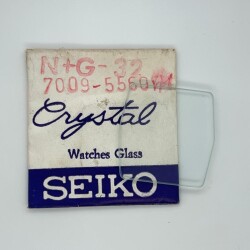 N+G-32
7009-5560
Crystal
Watches Glass
SEIKO